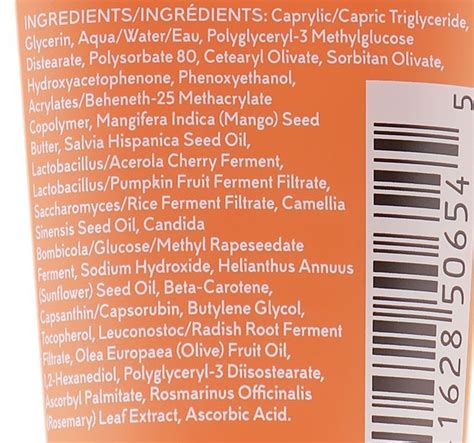 INGREDIENTS/INGRÉDIENTS: Caprylic/Capric Triglyceride,
Glycerin, Aqua/Water/Eau, Polyglyceryl-3 Methylglucose
Distearate, Polysorbate 80, Cetearyl Olivate, Sorbitan Olivate,
Hydroxyacetophenone, Phenoxyethanol,
Acrylates/Beheneth-25 Methacrylate
Copolymer, Mangifera Indica (Mango) Seed
Butter, Salvia Hispanica Seed Oil,
Lactobacillus/Acerola Cherry Ferment,
Lactobacillus/Pumpkin Fruit Ferment Filtrate,
Saccharomyces/Rice Ferment Filtrate, Camellia
Sinensis Seed Oil, Candida
Bombicola/Glucose/Methyl Rapeseedate
Ferment, Sodium Hydroxide, Helianthus Annuus
(Sunflower) Seed Oil, Beta-Carotene,
Capsanthin/Capsorubin, Butylene Glycol,
Tocopherol, Leuconostoc/Radish Root Ferment
Filtrate, Olea Europaea (Olive) Fruit Oil,
1,2-Hexanediol, Polyglyceryl-3 Diisostearate,
Ascorbyl Palmitate, Rosmarinus Officinalis
(Rosemary) Leaf Extract, Ascorbic Acid.
1628 50654 5